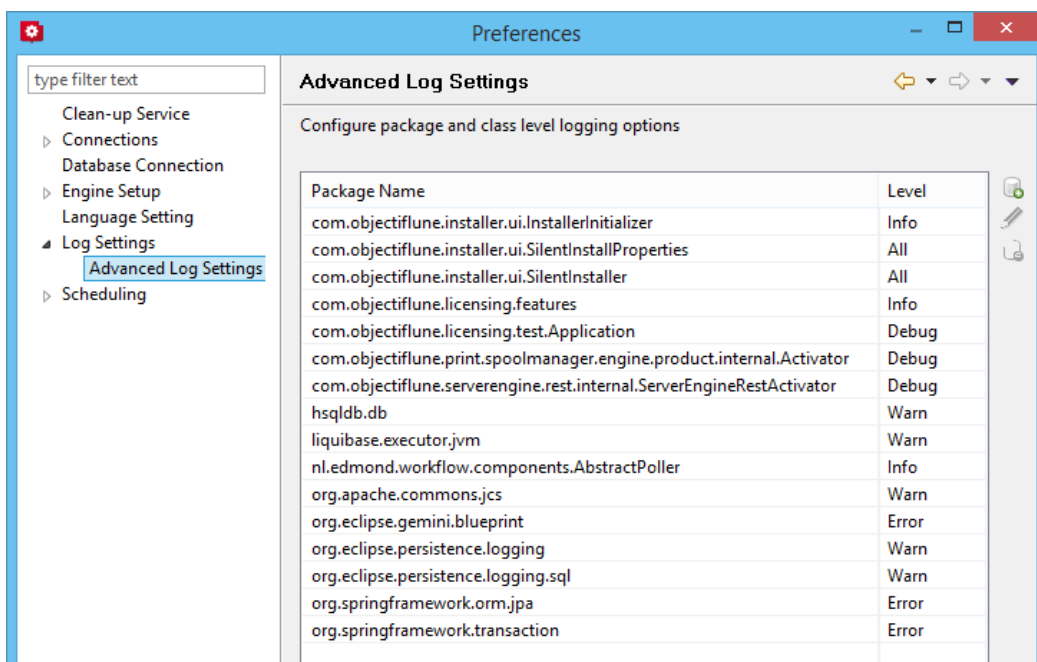 Preferences
type filter text
Clean-up Service
Connections
Database Connection
Engine Setup
Language Setting
Log Settings
Advanced Log Settings
Scheduling
Advanced Log Settings
Configure package and class level logging options
Package Name Level
com.objectiflune.installer.ui.InstallerInitializer Info
com.objectiflune.installer.ui.SilentInstallProperties All
com.objectiflune.installer.ui.SilentInstaller All
com.objectiflune.licensing.features Info
com.objectiflune.licensing.test.Application Debug
com.objectiflune.print.spoolmanager.engine.product.internal.Activator Debug
com.objectiflune.serverengine.rest.internal.ServerEngineRestActivator Debug
hsqldb.db Warn
liquibase.executor.jvm Warn
nl.edmond.workflow.components.AbstractPoller Info
org.apache.commons.jcs Warn
org.eclipse.gemini.blueprint Error
org.eclipse.persistence.logging Warn
org.eclipse.persistence.logging.sql Warn
org.springframework.orm.jpa Error
org.springframework.transaction Error